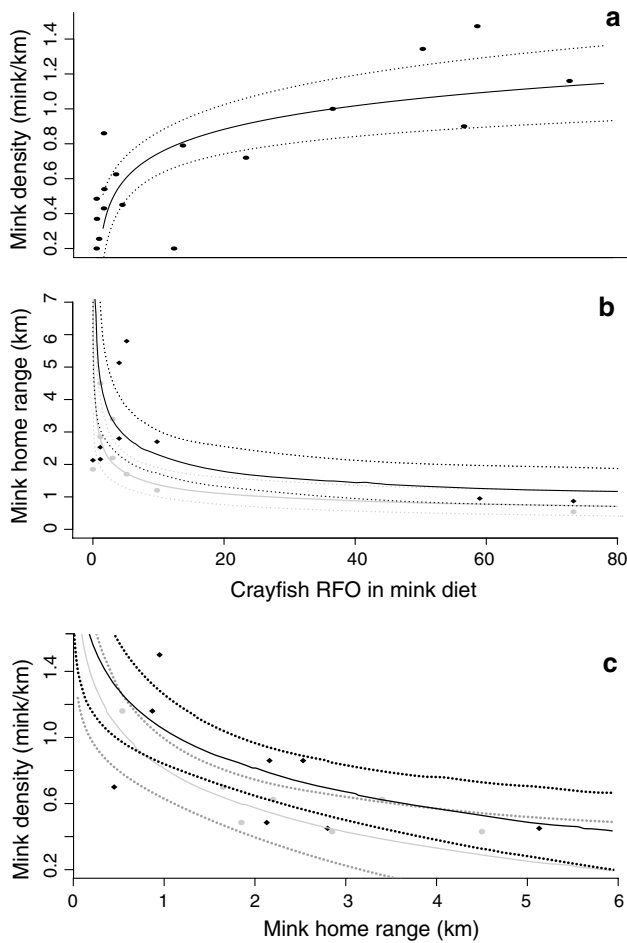 a
Mink density (mink/km)
0.2 0.4 0.6 0.8 1.0 1.2 1.4
b
Mink home range (km)
0 1 2 3 4 5 6 7
0 20 40 60 80
Crayfish RFO in mink diet
c
Mink density (mink/km)
0.2 0.6 1.0 1.4
0 1 2 3 4 5 6
Mink home range (km)